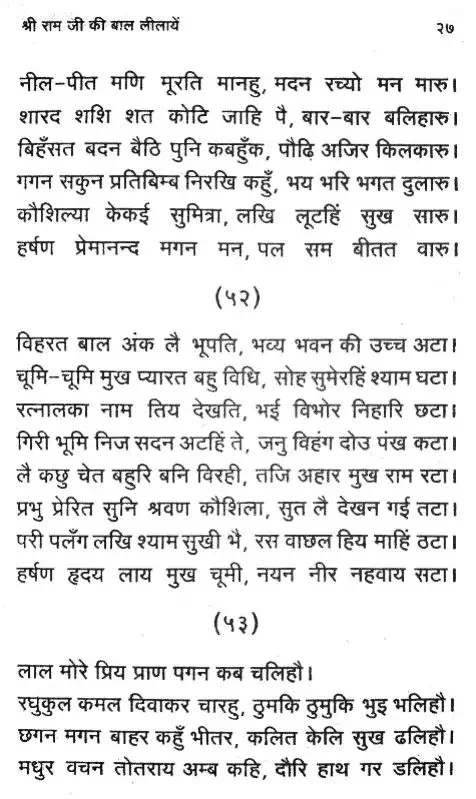 श्री राम जी की बाल लीलायें २७
नील-पीत मणि मूरति मानहु, मदन रच्यो मन मारु।
शारद शशि शत कोटि जाहि पै, बार-बार बलिहारु।
बिहँसत बदन बैठि पुनि कबहुँक, पौढ़ि अजिर किलकारु।
गगन सकुन प्रतिबिम्ब निरखि कहुँ, भय भरि भगत दुलारु।
कौशिल्या केकई सुमित्रा, लखि लूटहिं सुख सारु।
हर्षण प्रेमानन्द मगन मन, पल सम बीतत वारु।
(५२)
विहरत बाल अंक लै भूपति, भव्य भवन की उच्च अटा।
चूमि-चूमि मुख प्यारत बहु विधि, सोह सुमेरहिं श्याम घटा।
रत्नालका नाम तिय देखति, भई विभोर निहारि छटा।
गिरी भूमि निज सदन अटहिं ते, जनु विहंग दोउ पंख कटा।
लै कछु चेत बहुरि बनि विरही, तजि अहार मुख राम रटा।
प्रभु प्रेरित सुनि श्रवण कौशिला, सुत लै देखन गई तटा।
परी पलँग लखि श्याम सुखी भै, रस वाछल हिय माहिं ठटा।
हर्षण हृदय लाय मुख चूमी, नयन नीर नहवाय सटा।
(५३)
लाल मोरे प्रिय प्राण पगन कब चलिहौ।
रघुकुल कमल दिवाकर चारहु, ठुमकि ठुमुकि भुइ भलिहौ।
छगन मगन बाहर कहुँ भीतर, कलित केलि सुख ढलिहौ।
मधुर वचन तोतराय अम्ब कहि, दौरि हाथ गर डलिहौ।